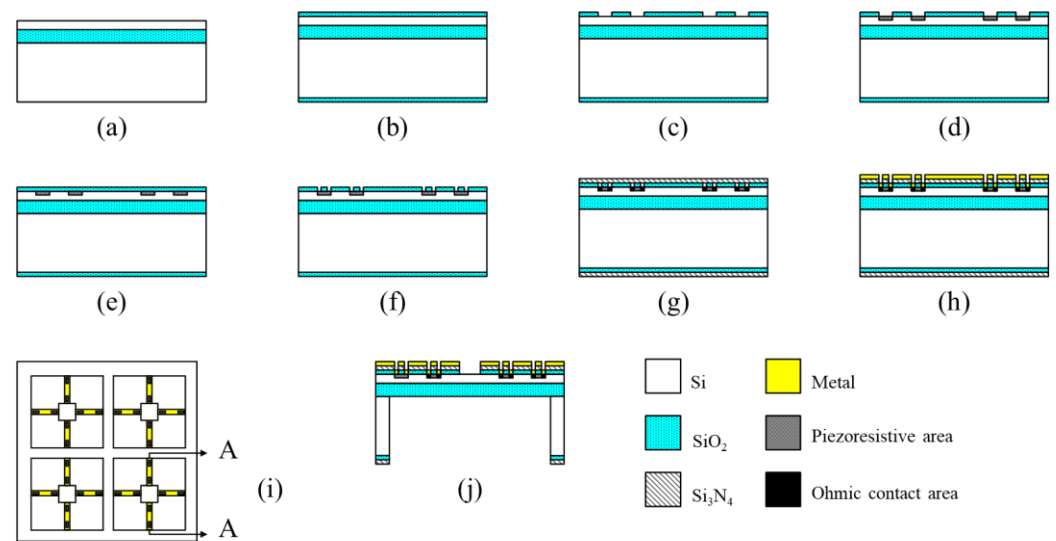 (a)
(b)
(c)
(d)
(e)
(f)
(g)
(h)
A
A
(i)
(j)
Si
Metal
SiO₂
Piezoresistive area
Si₃N₄
Ohmic contact area